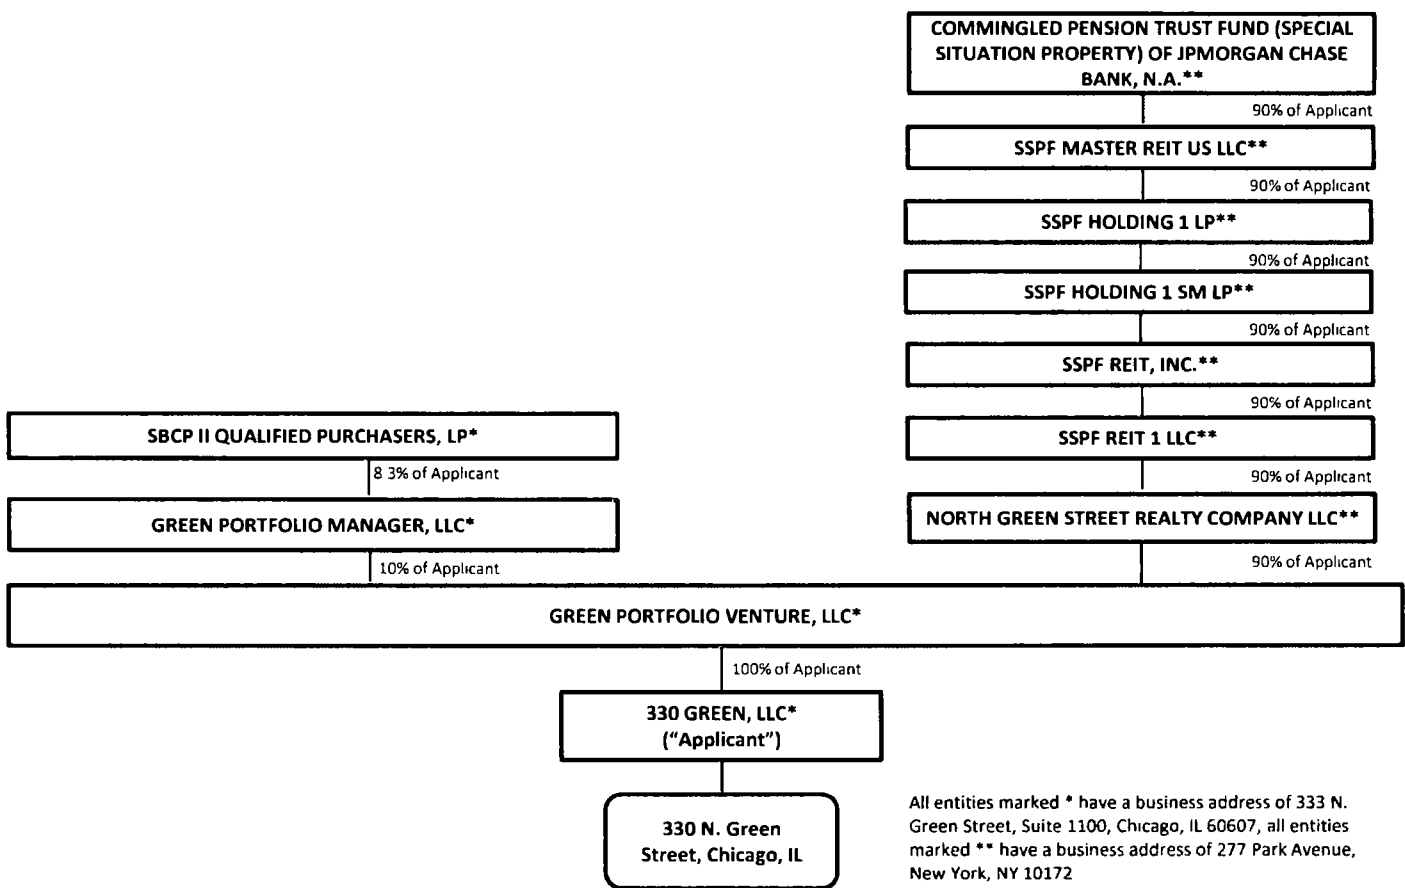 COMMINGLED PENSION TRUST FUND (SPECIAL
SITUATION PROPERTY) OF JPMORGAN CHASE
BANK, N.A.**
90% of Applicant
SSPF MASTER REIT US LLC**
90% of Applicant
SSPF HOLDING 1 LP**
90% of Applicant
SSPF HOLDING 1 SM LP**
90% of Applicant
SSPF REIT, INC.**
90% of Applicant
SBCP II QUALIFIED PURCHASERS, LP*
SSPF REIT 1 LLC**
8 3% of Applicant
90% of Applicant
GREEN PORTFOLIO MANAGER, LLC*
NORTH GREEN STREET REALTY COMPANY LLC**
10% of Applicant
90% of Applicant
GREEN PORTFOLIO VENTURE, LLC*
100% of Applicant
330 GREEN, LLC*
("Applicant")
330 N. Green
Street, Chicago, IL
All entities marked * have a business address of 333 N.
Green Street, Suite 1100, Chicago, IL 60607, all entities
marked ** have a business address of 277 Park Avenue,
New York, NY 10172